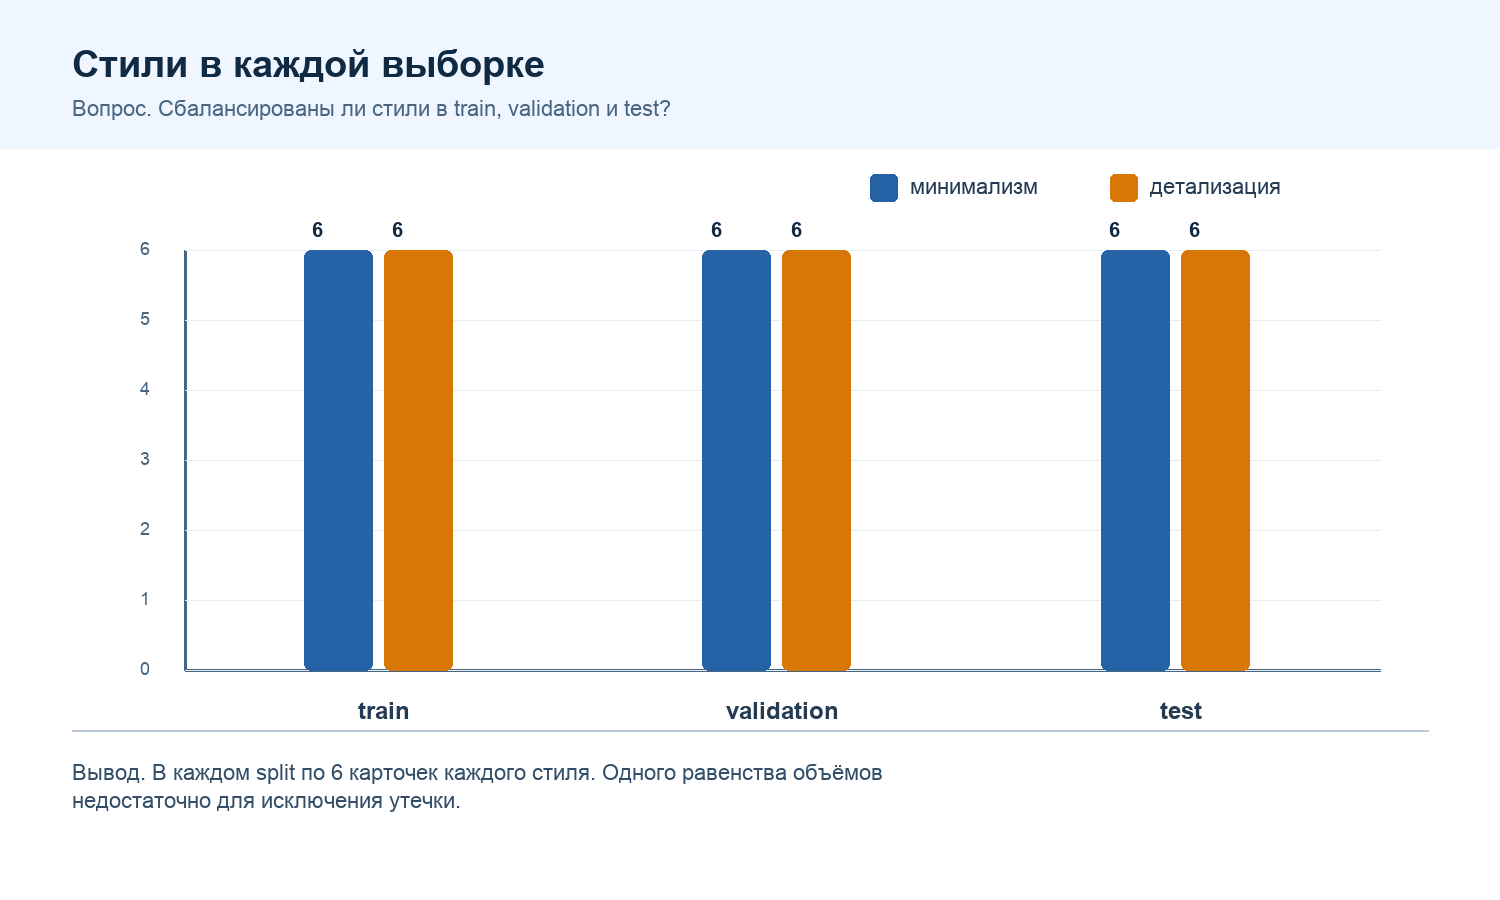 Стили в каждой выборке
Вопрос. Сбалансированы ли стили в train, validation и test?
минимализм
детализация
6 6 6 6 6 6
6
5
4
3
2
1
0
train validation test
Вывод. В каждом split по 6 карточек каждого стиля. Одного равенства объёмов
недостаточно для исключения утечки.